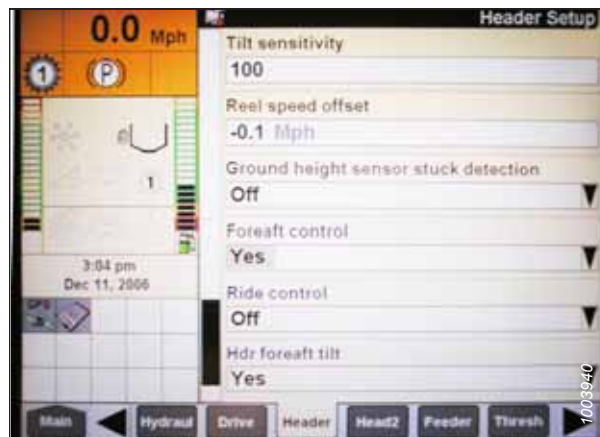 0.0 Mph
Header Setup
1
(P)
Tilt sensitivity
100
Reel speed offset
-0.1 Mph
Ground height sensor stuck detection
Off
1
Foreaft control
Yes
3:04 pm
Dec 11, 2006
Ride control
Off
GPS
Hdr foreaft tilt
Yes
Main
Hydraul
Drive
Header
Head2
Feeder
Thresh
1003940